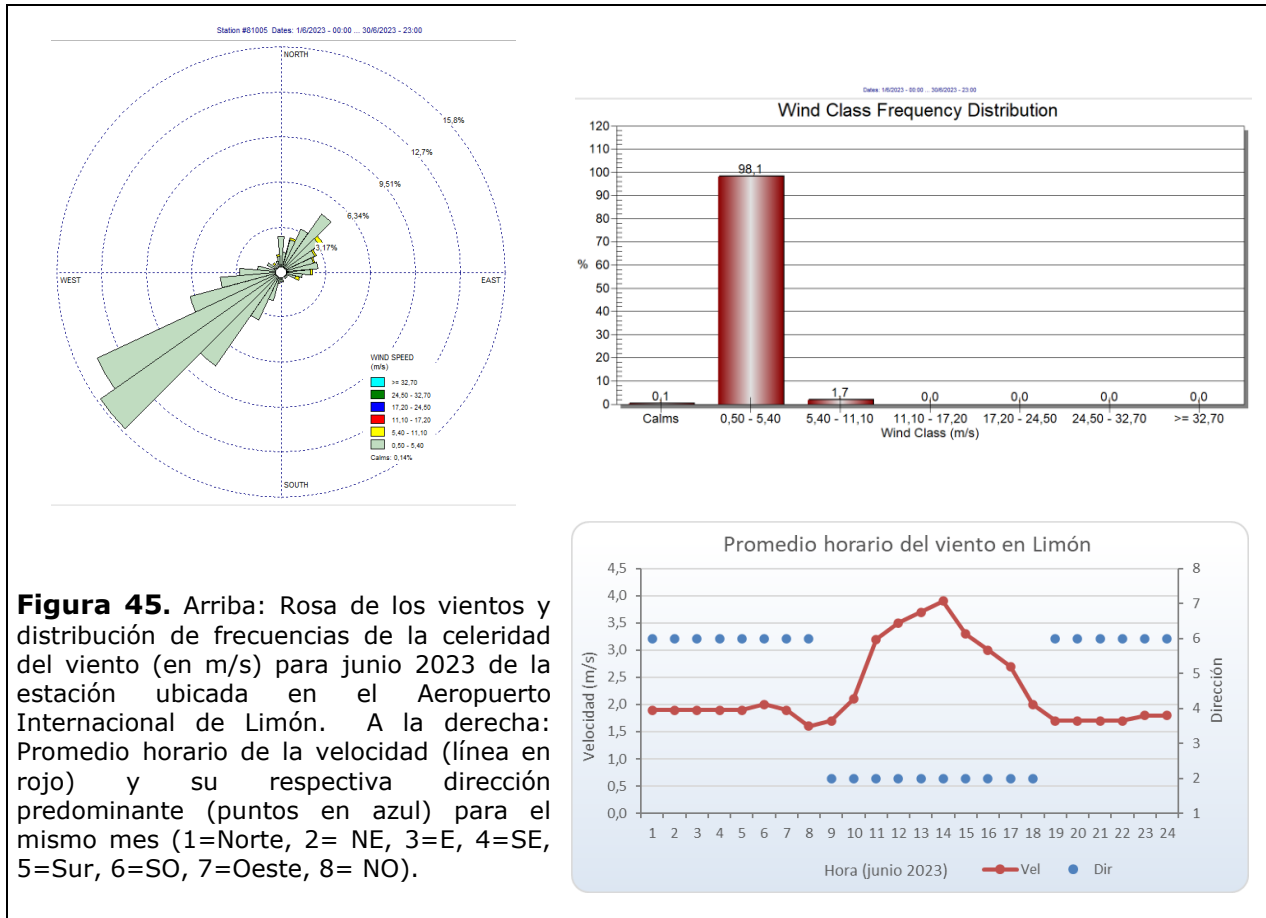 Station #81005 Dates: 1/6/2023 - 00:00 ... 30/6/2023 - 23:00
NORTH
15,8%
12,7%
9,51%
6,34%
3,17%
WEST
EAST
WIND SPEED
(m/s)
>= 32,70
24,50 - 32,70
17,20 - 24,50
11,10 - 17,20
5,40 - 11,10
0,50 - 5,40
Calms: 0,14%
SOUTH
Dates: 1/6/2023 - 00:00 ... 30/6/2023 - 23:00
Wind Class Frequency Distribution
120
110
100
90
80
70
60
50
40
30
20
10
0
%
0,1
98,1
1,7
0,0
0,0
0,0
0,0
Calms
0,50 - 5,40
5,40 - 11,10
11,10 - 17,20
17,20 - 24,50
24,50 - 32,70
>= 32,70
Wind Class (m/s)
Figura 45. Arriba: Rosa de los vientos y
distribución de frecuencias de la celeridad
del viento (en m/s) para junio 2023 de la
estación ubicada en el Aeropuerto
Internacional de Limón. A la derecha:
Promedio horario de la velocidad (línea en
rojo) y su respectiva dirección
predominante (puntos en azul) para el
mismo mes (1=Norte, 2= NE, 3=E, 4=SE,
5=Sur, 6=SO, 7=Oeste, 8= NO).
Promedio horario del viento en Limón
4,5
4,0
3,5
3,0
2,5
2,0
1,5
1,0
0,5
0,0
Velocidad (m/s)
8
7
6
5
4
3
2
1
Dirección
1 2 3 4 5 6 7 8 9 10 11 12 13 14 15 16 17 18 19 20 21 22 23 24
Hora (junio 2023)
Vel
Dir